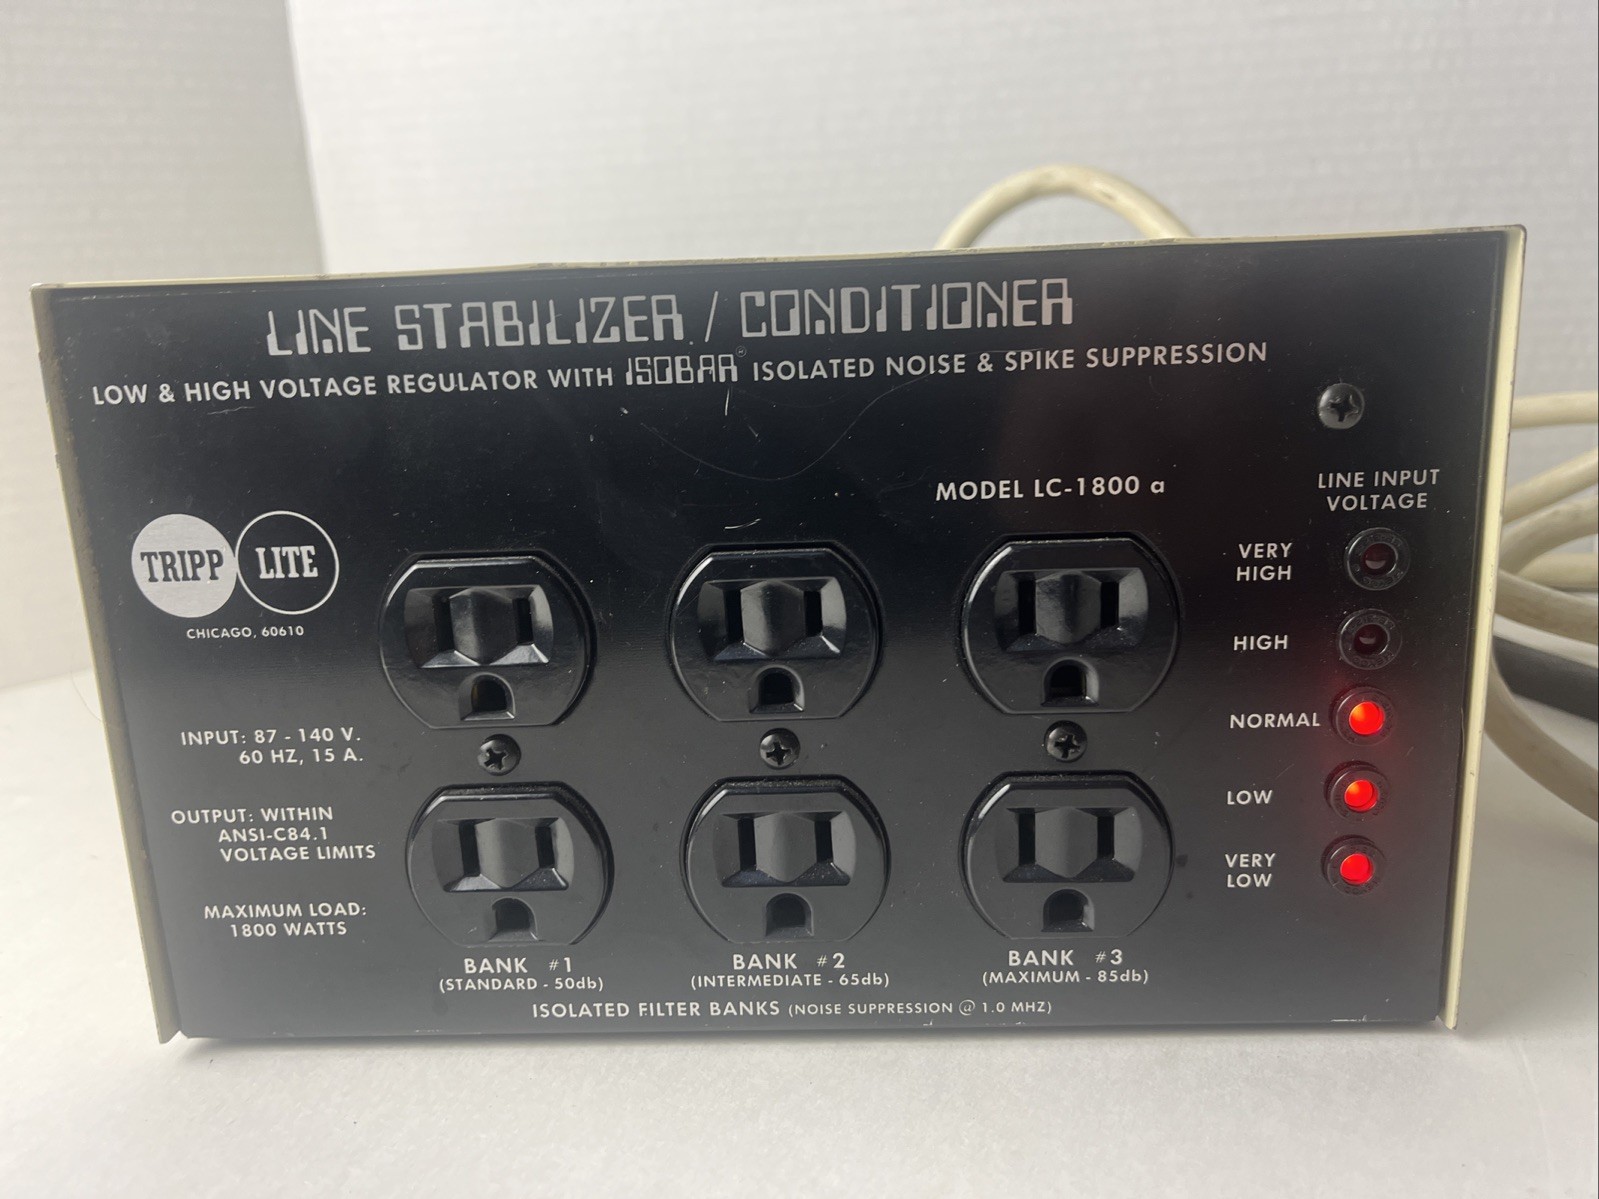 LINE STABILIZER / CONDITIONER
LOW & HIGH VOLTAGE REGULATOR WITH ISOBAR® ISOLATED NOISE & SPIKE SUPPRESSION
MODEL LC-1800 a
LINE INPUT
VOLTAGE
TRIPP LITE
CHICAGO, 60610
VERY
HIGH
HIGH
NORMAL
LOW
VERY
LOW
INPUT: 87 - 140 V.
60 HZ, 15 A.
OUTPUT: WITHIN
ANSI-C84.1
VOLTAGE LIMITS
MAXIMUM LOAD:
1800 WATTS
BANK #1
(STANDARD - 50db)
BANK #2
(INTERMEDIATE - 65db)
BANK #3
(MAXIMUM - 85db)
ISOLATED FILTER BANKS (NOISE SUPPRESSION @ 1.0 MHZ)